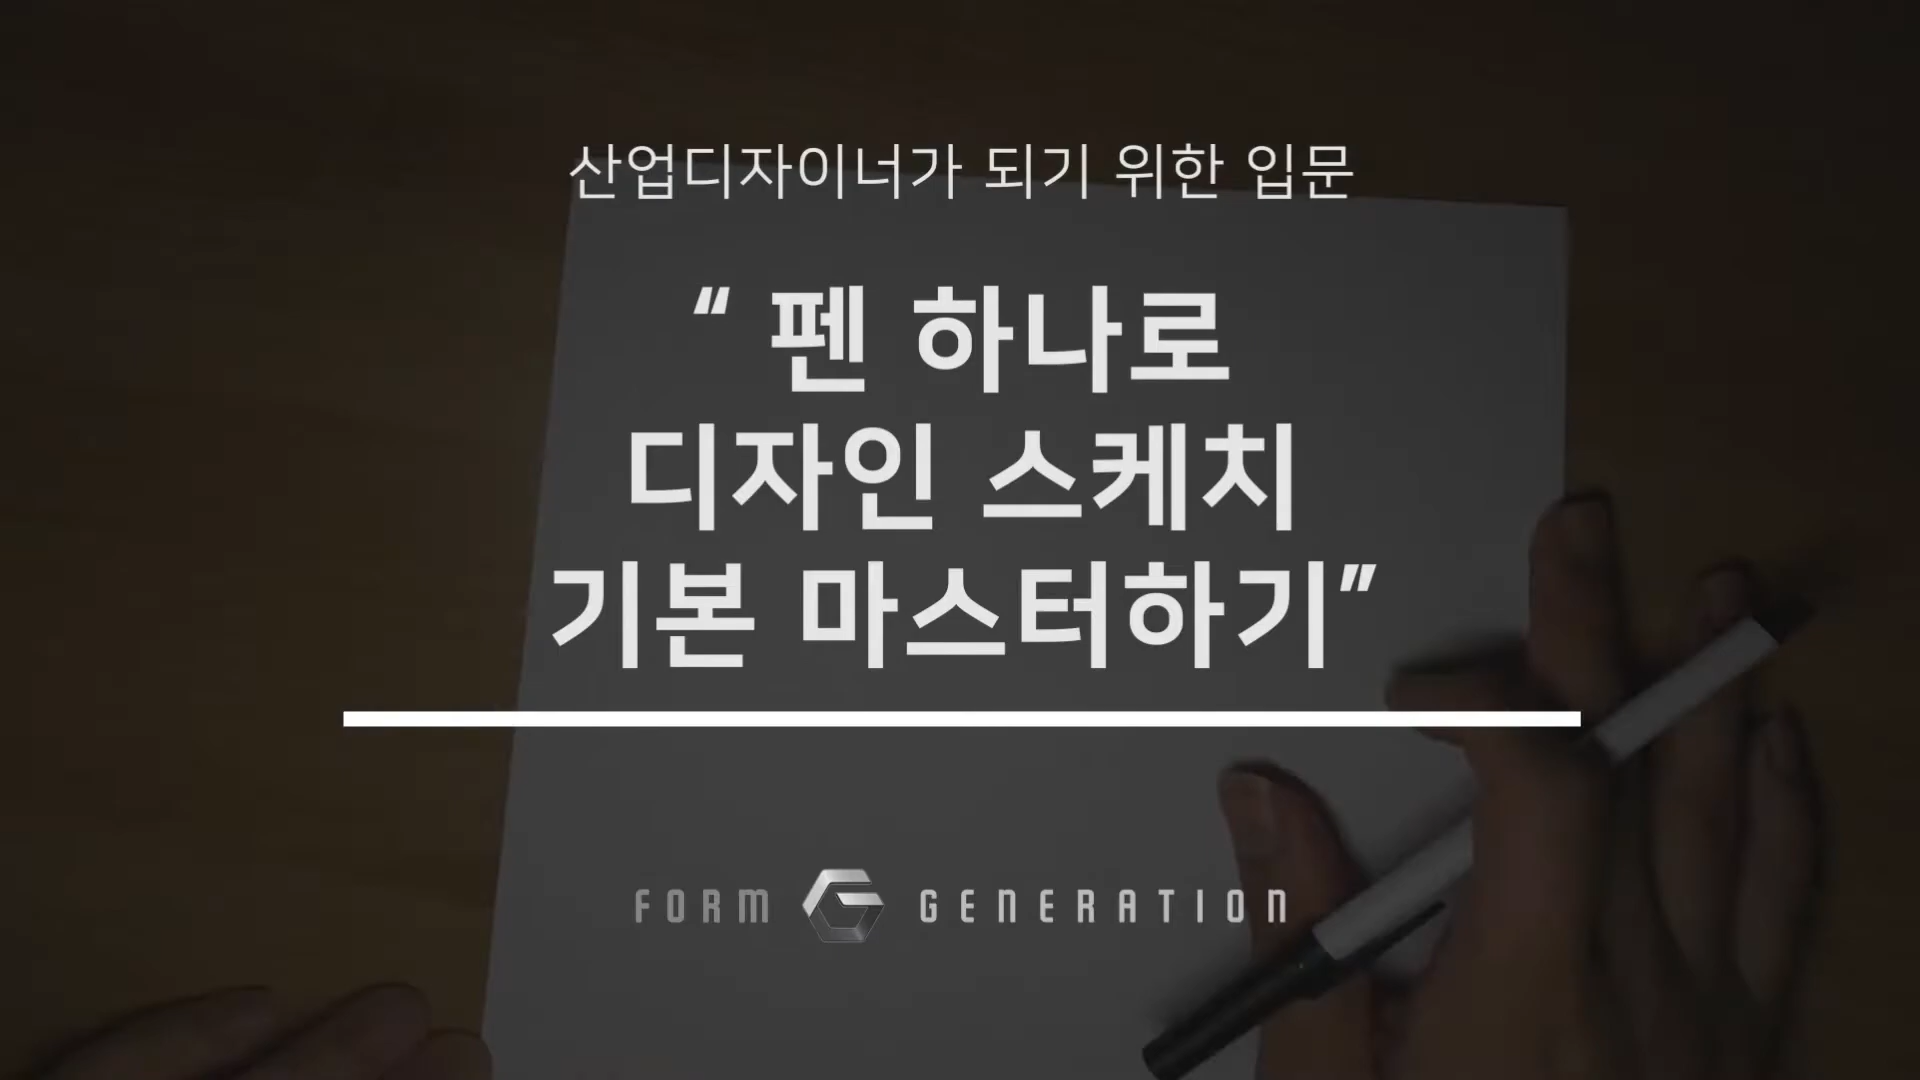 산업디자이너가 되기 위한 입문
“ 펜 하나로
디자인 스케치
기본 마스터하기”
FORM G GENERATION